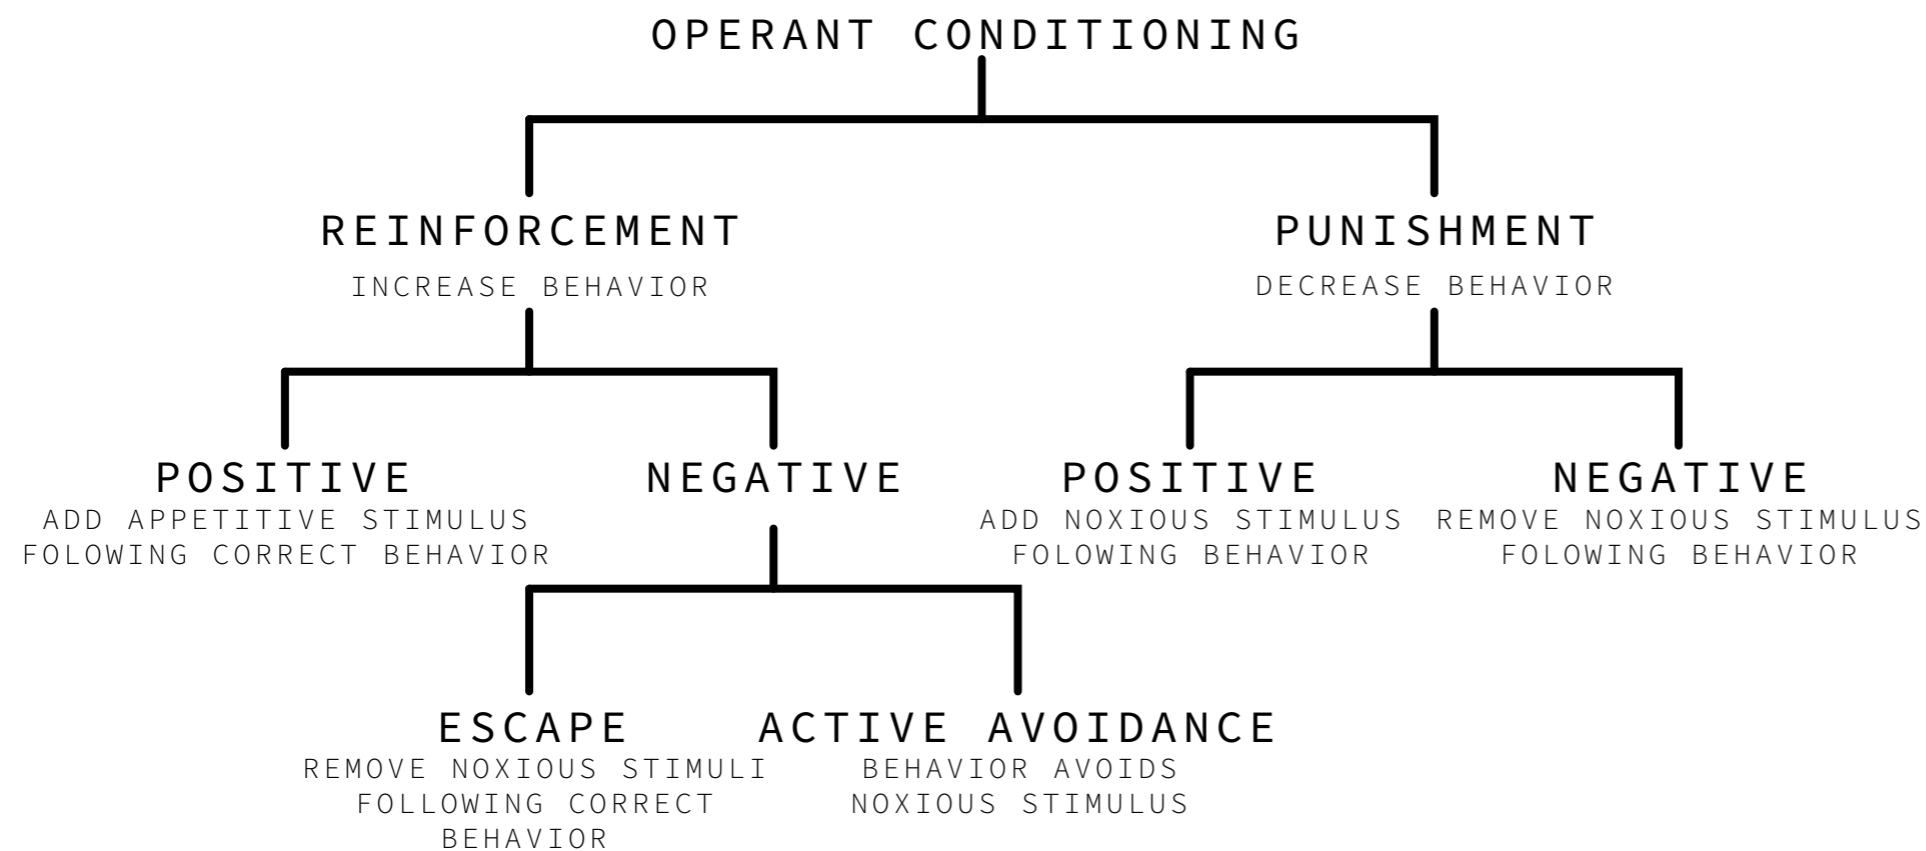 OPERANT CONDITIONING
REINFORCEMENT
INCREASE BEHAVIOR
PUNISHMENT
DECREASE BEHAVIOR
POSITIVE
ADD APPETITIVE STIMULUS
FOLOWING CORRECT BEHAVIOR
NEGATIVE
POSITIVE
ADD NOXIOUS STIMULUS
FOLOWING BEHAVIOR
NEGATIVE
REMOVE NOXIOUS STIMULUS
FOLOWING BEHAVIOR
ESCAPE
REMOVE NOXIOUS STIMULI
FOLLOWING CORRECT
BEHAVIOR
ACTIVE AVOIDANCE
BEHAVIOR AVOIDS
NOXIOUS STIMULUS